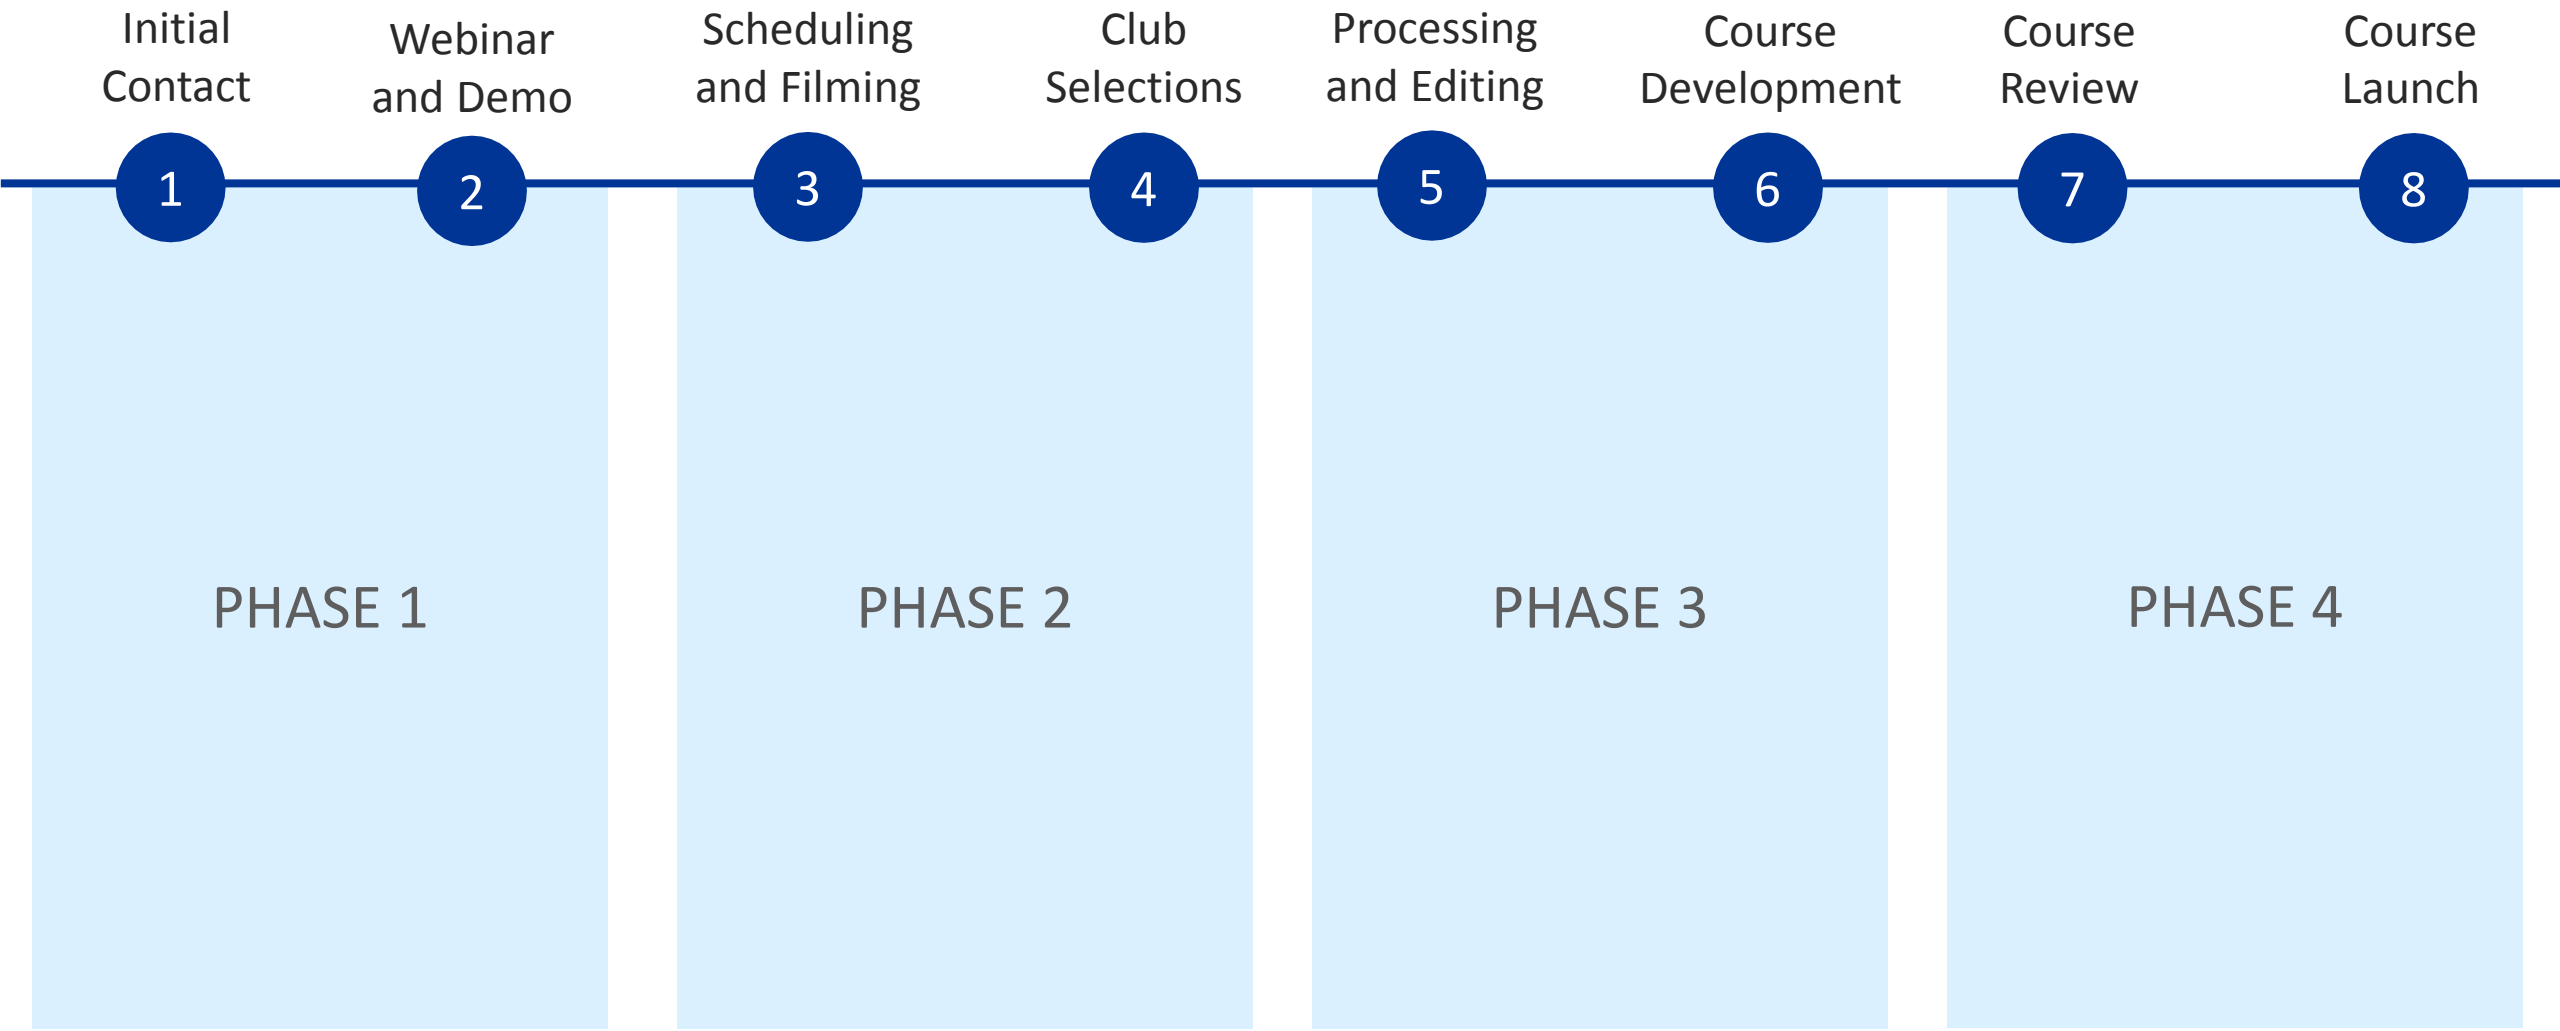 Initial
Contact
Webinar
and Demo
Scheduling
and Filming
Club
Selections
Processing
and Editing
Course
Development
Course
Review
Course
Launch
1
2
3
4
5
6
7
8
PHASE 1
PHASE 2
PHASE 3
PHASE 4